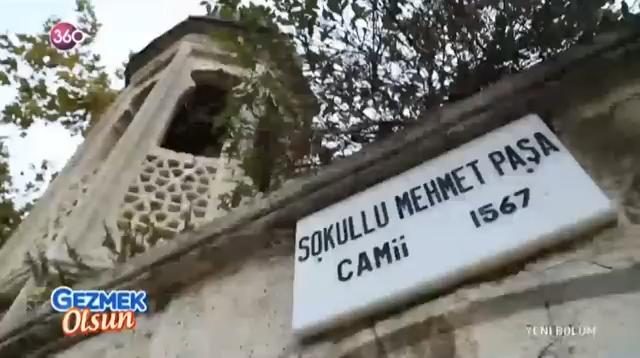 360
SOKULLU MEHMET PAŞA
CAMii 1567
GEZMEK
Olsun
YENİ BÖLÜM